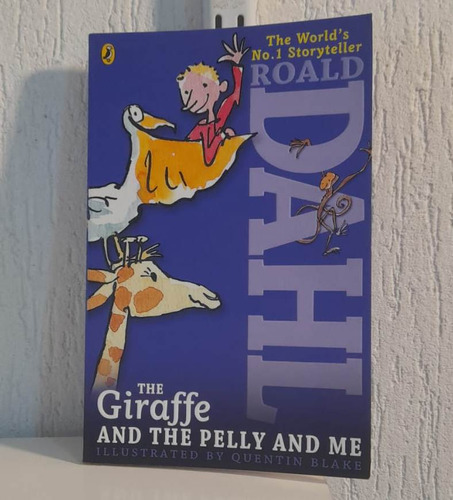 The World's
No.1 Storyteller
ROALD
DAHL
THE
Giraffe
AND THE PELLY AND ME
ILLUSTRATED BY QUENTIN BLAKE